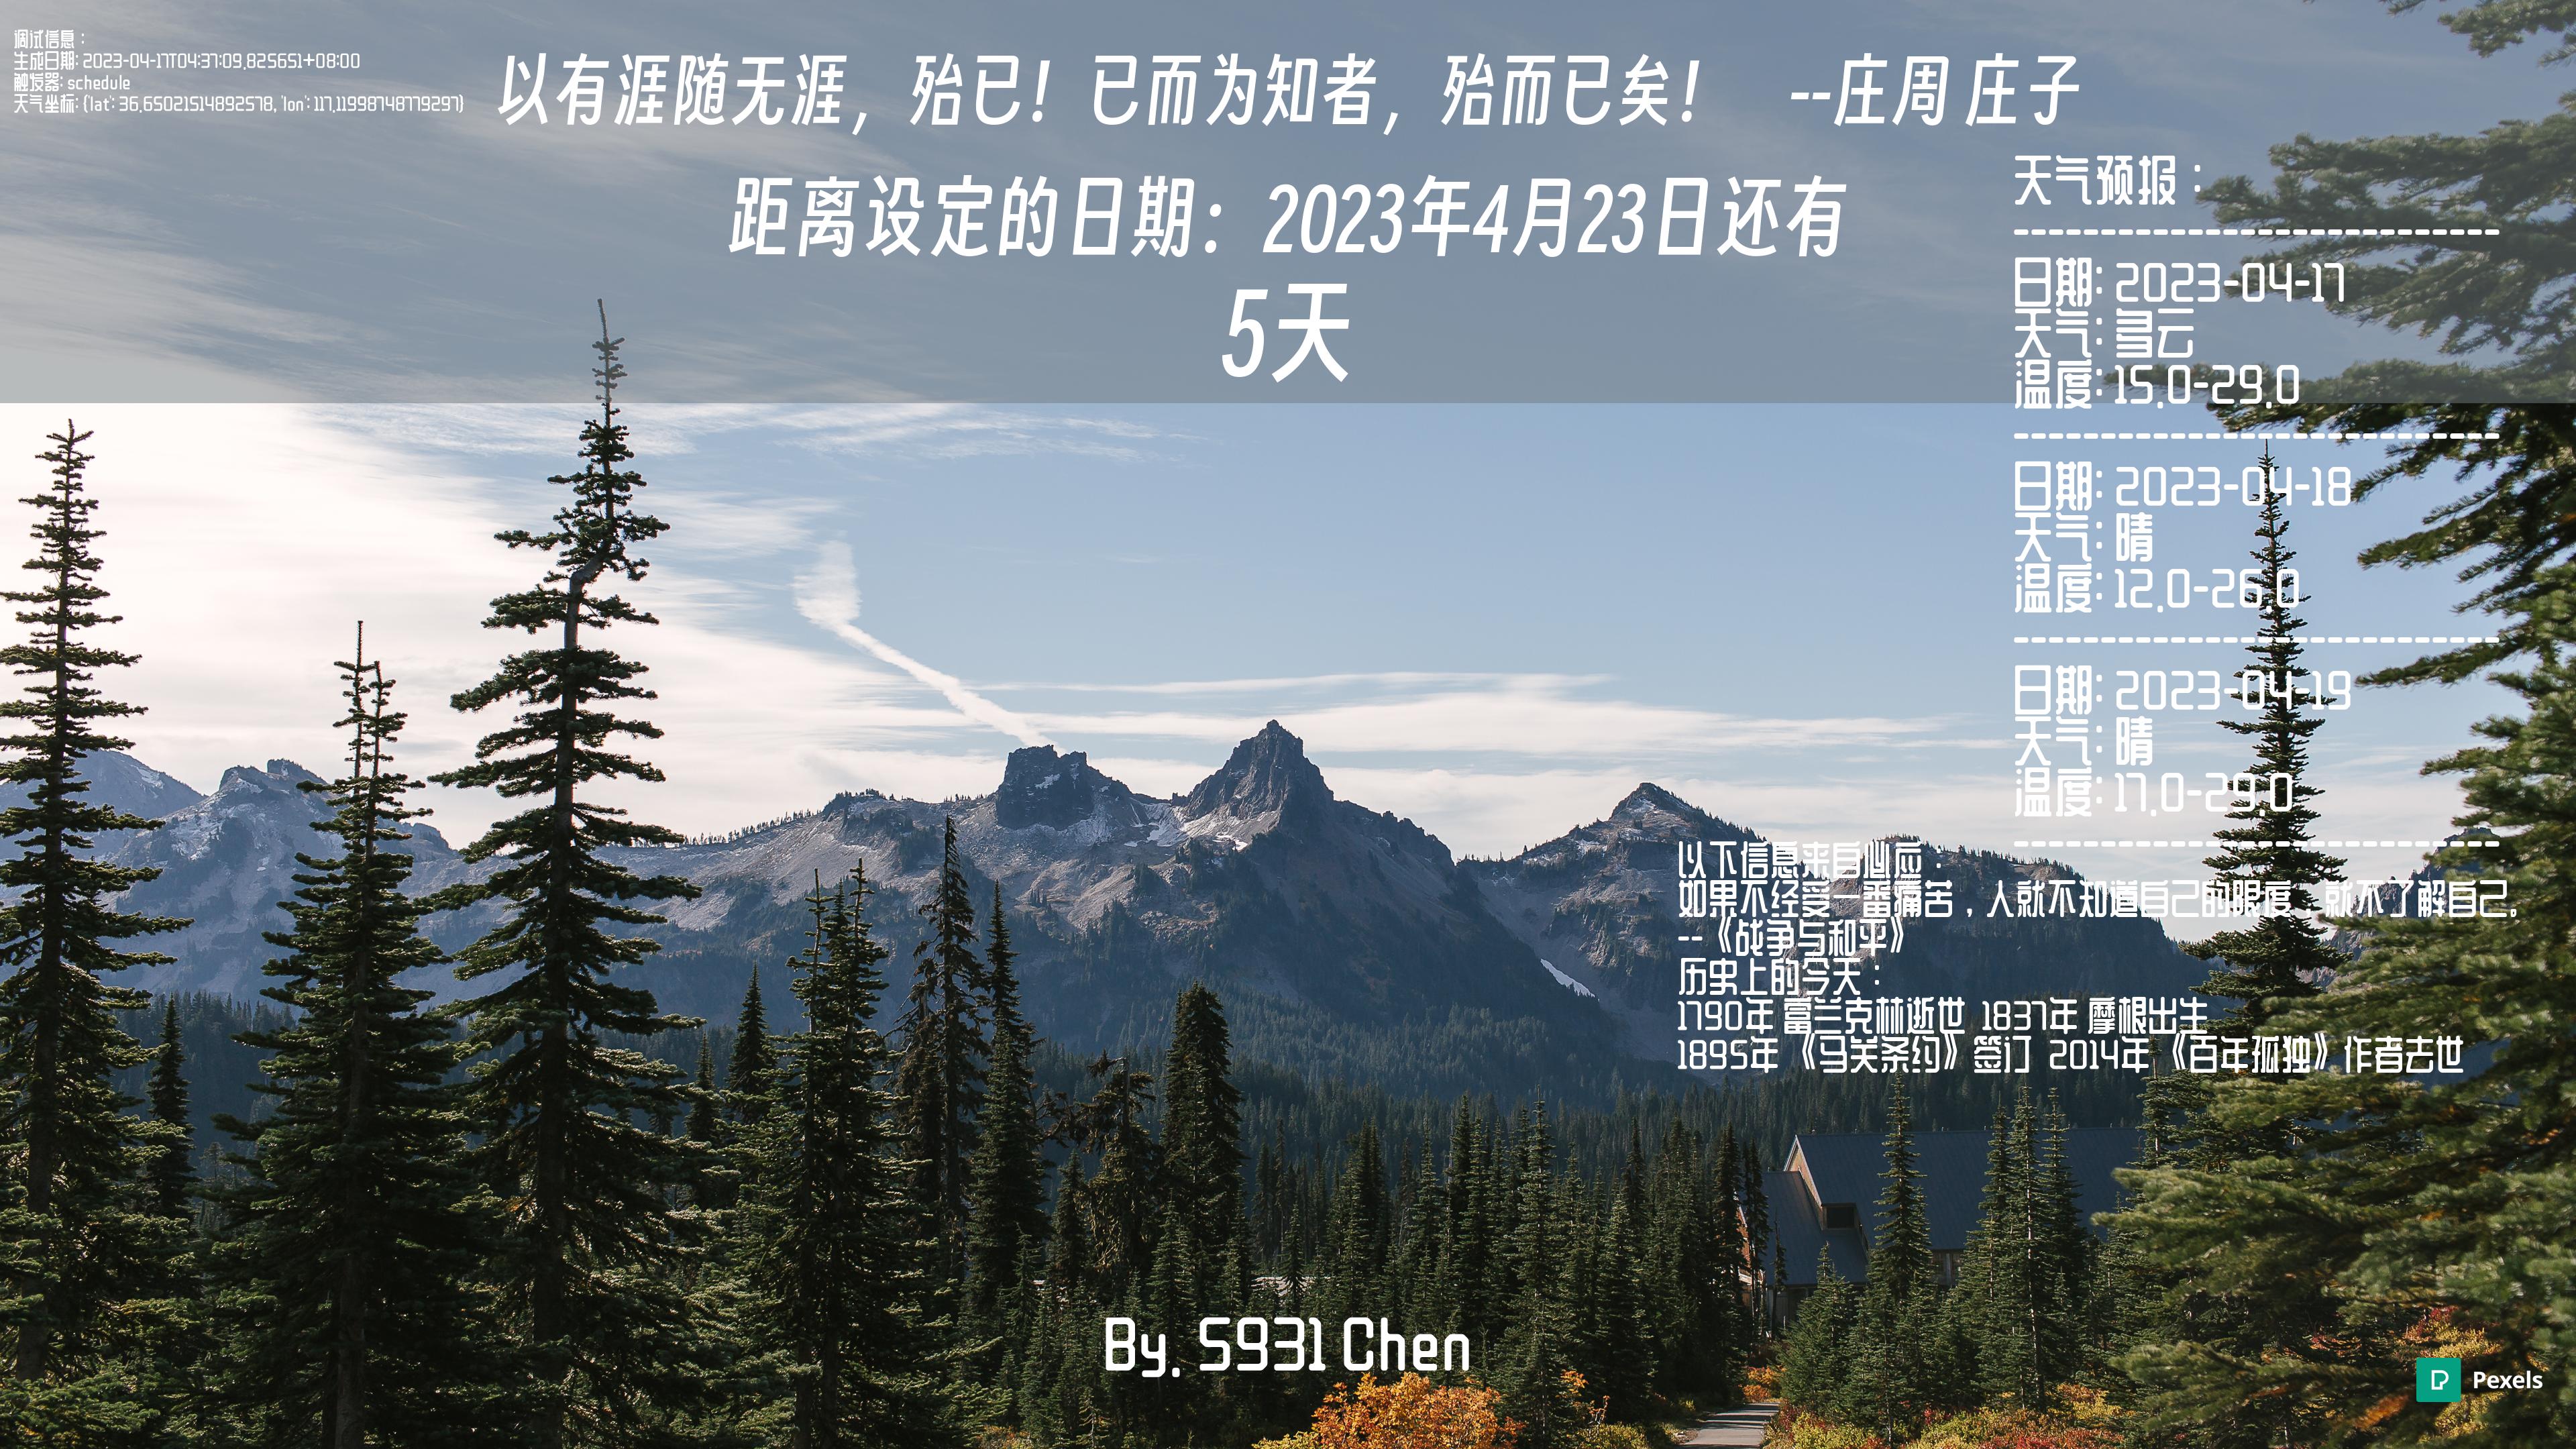 调试信息：
生成日期: 2023-04-17T04:37:09.825651+08:00
触发器: schedule
天气坐标: {'lat': 36.65021514892578, 'lon': 117.11998748779297}
以有涯随无涯，殆已！已而为知者，殆而已矣！ --庄周 庄子
距离设定的日期：2023年4月23日还有
5天
天气预报：
----------------------------
日期: 2023-04-17
天气: 多云
温度: 15.0-29.0
----------------------------
日期: 2023-04-18
天气: 晴
温度: 12.0-26.0
----------------------------
日期: 2023-04-19
天气: 晴
温度: 17.0-29.0
----------------------------
以下信息来自必应：
如果不经受一番痛苦，人就不知道自己的限度，就不了解自己。
--《战争与和平》
历史上的今天：
1790年 富兰克林逝世 1837年 摩根出生
1895年 《马关条约》签订 2014年 《百年孤独》作者去世
By. S931 Chen
Pexels